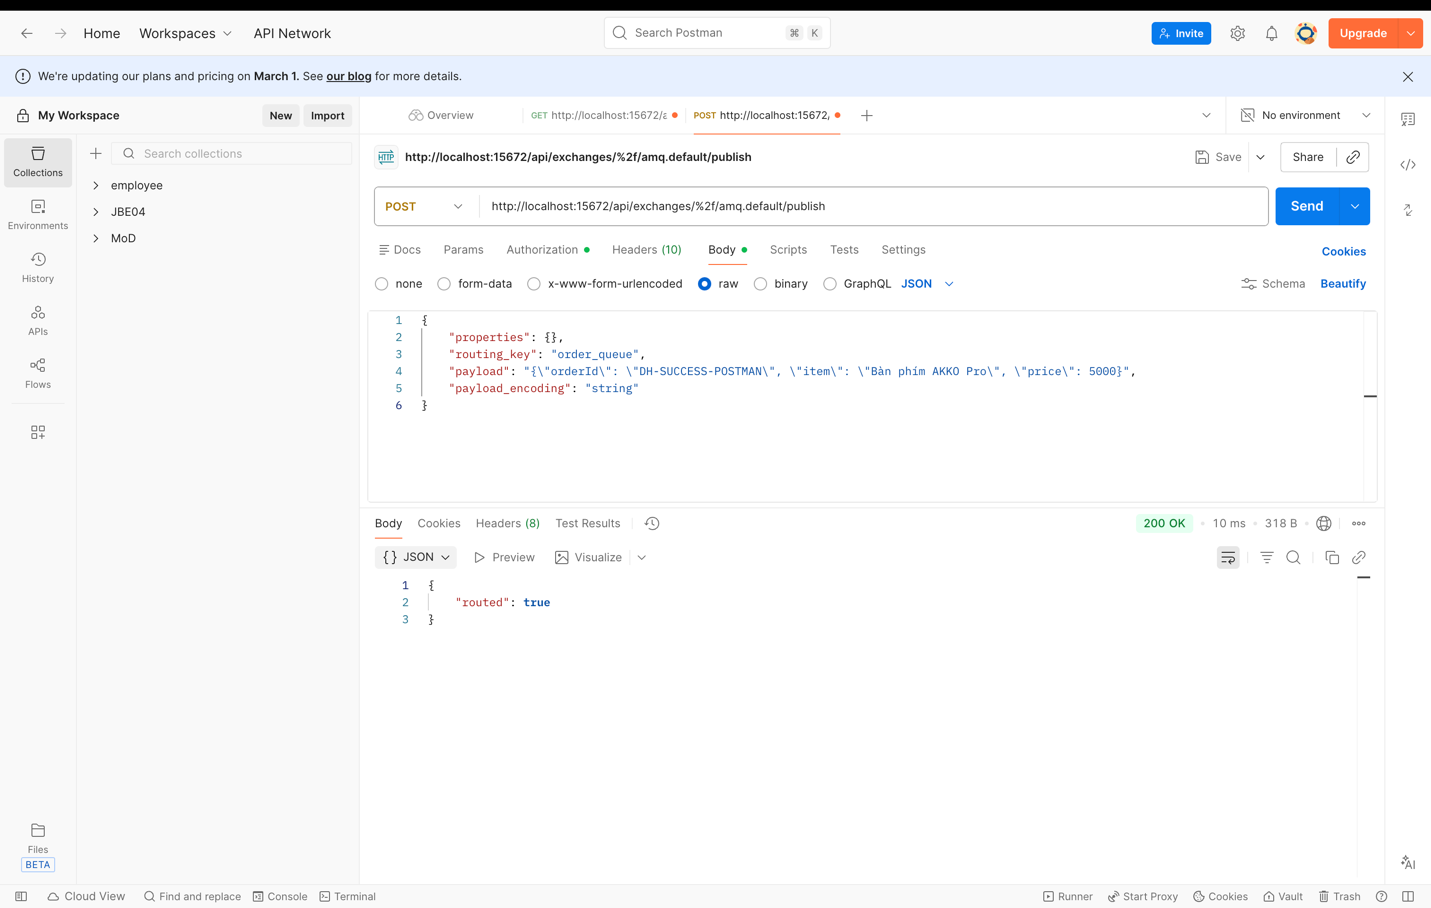 Home
Workspaces
API Network
Search Postman
⌘ K
Invite
Upgrade
We're updating our plans and pricing on March 1. See our blog for more details.
My Workspace
New
Import
Overview
GET http://localhost:15672/a
POST http://localhost:15672,
No environment
Collections
Search collections
employee
JBE04
MoD
Environments
History
APIs
Flows
Files
BETA
HTTP http://localhost:15672/api/exchanges/%2f/amq.default/publish
Save
Share
POST
http://localhost:15672/api/exchanges/%2f/amq.default/publish
Send
Docs
Params
Authorization
Headers (10)
Body
Scripts
Tests
Settings
Cookies
none
form-data
x-www-form-urlencoded
raw
binary
GraphQL
JSON
Schema
Beautify
1 {
2 "properties": {},
3 "routing_key": "order_queue",
4 "payload": "{\"orderId\": \"DH-SUCCESS-POSTMAN\", \"item\": \"Bàn phím AKKO Pro\", \"price\": 5000}",
5 "payload_encoding": "string"
6 }
Body
Cookies
Headers (8)
Test Results
200 OK
10 ms
318 B
{} JSON
Preview
Visualize
1 {
2 "routed": true
3 }
AI
Cloud View
Find and replace
Console
Terminal
Runner
Start Proxy
Cookies
Vault
Trash